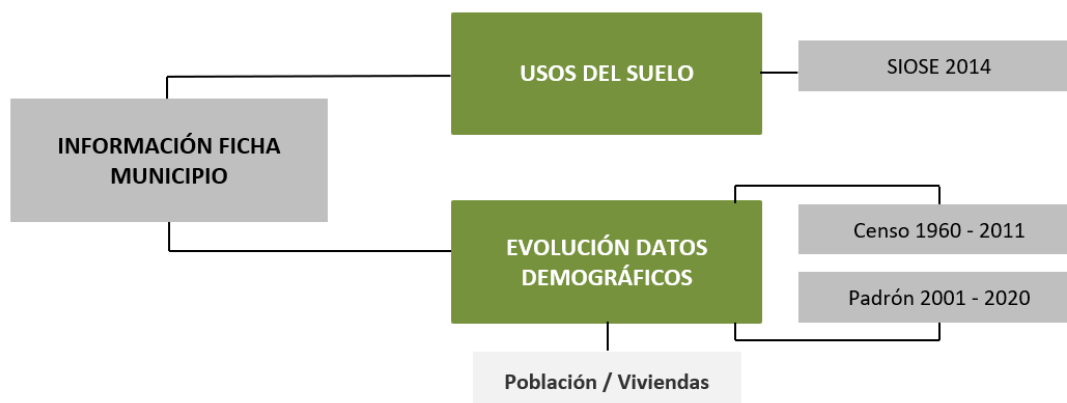 INFORMACIÓN FICHA
MUNICIPIO
USOS DEL SUELO
SIOSE 2014
EVOLUCIÓN DATOS
DEMOGRÁFICOS
Censo 1960 - 2011
Padrón 2001 - 2020
Población / Viviendas